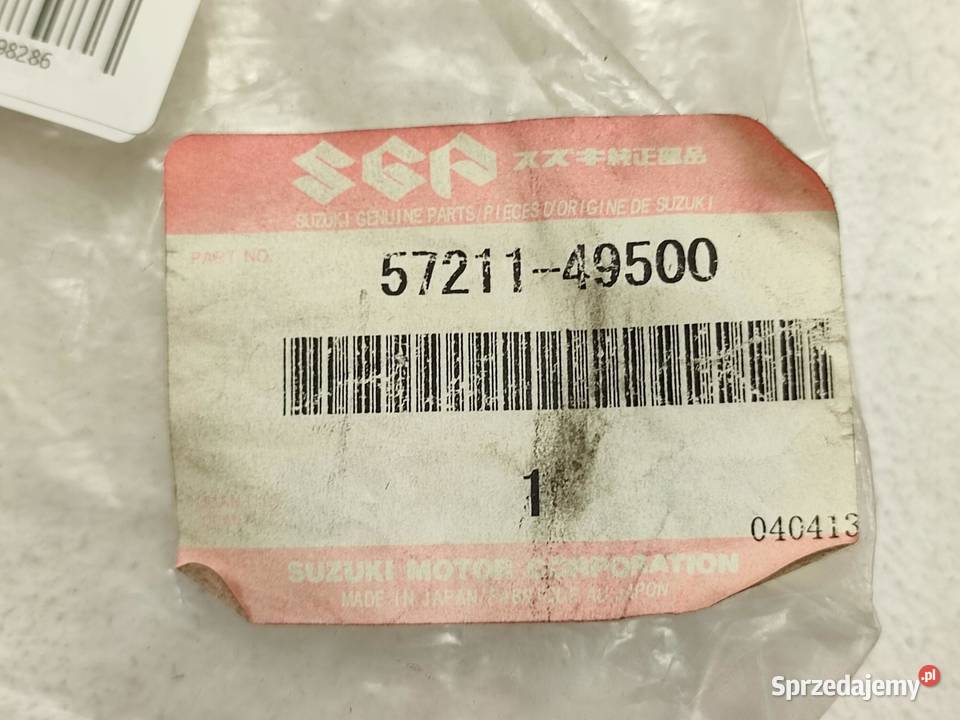 98286
SGP スズキ純正部品
SUZUKI GENUINE PARTS/PIECES D'ORIGINE DE SUZUKI
PART NO.
57211-49500
1
040413
SUZUKI MOTOR CORPORATION
MADE IN JAPAN/FABRIQUE AU JAPON
Sprzedajemy.pl